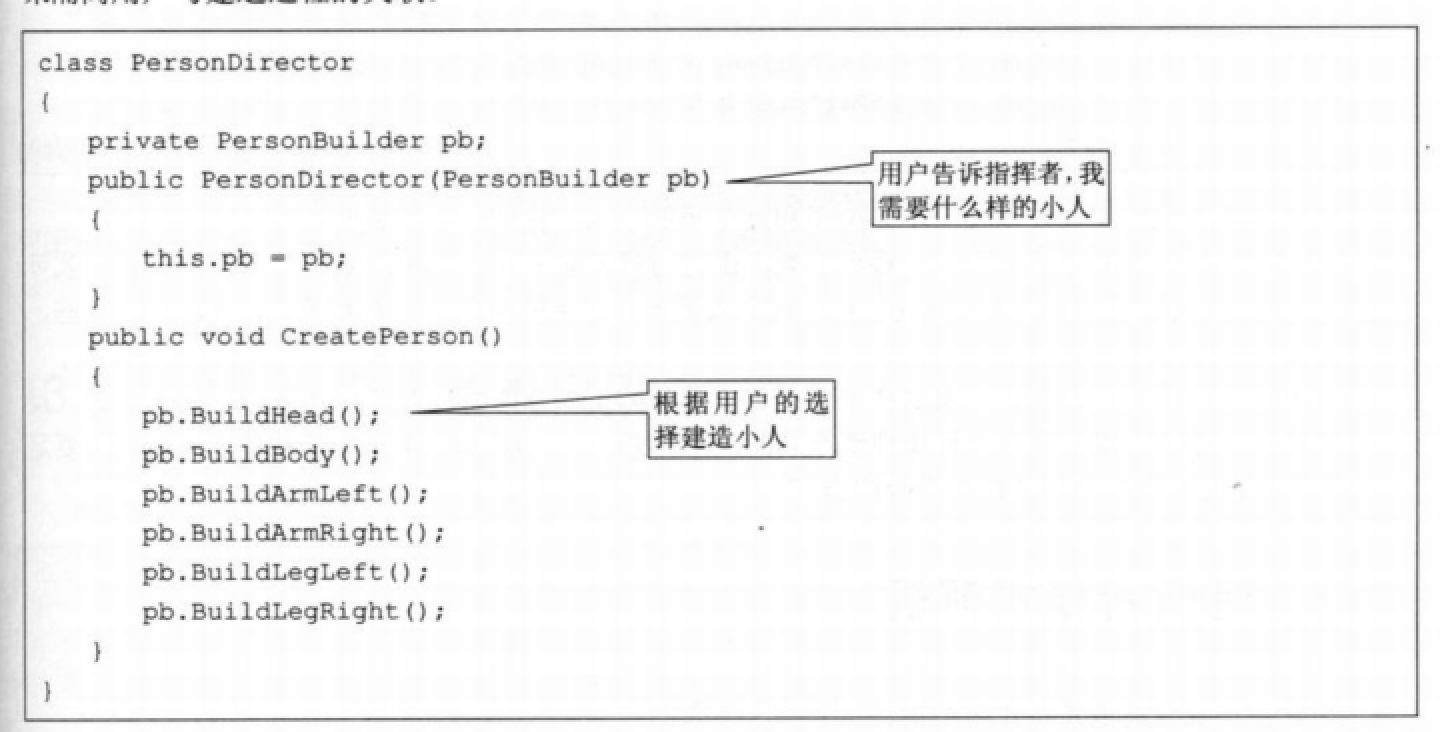 class PersonDirector
{
private PersonBuilder pb;
public PersonDirector(PersonBuilder pb)
用户告诉指挥者,我
需要什么样的小人
{
this.pb = pb;
}
public void CreatePerson()
{
pb.BuildHead();
根据用户的选
择建造小人
pb.BuildBody();
pb.BuildArmLeft();
pb.BuildArmRight();
pb.BuildLegLeft();
pb.BuildLegRight();
}
}